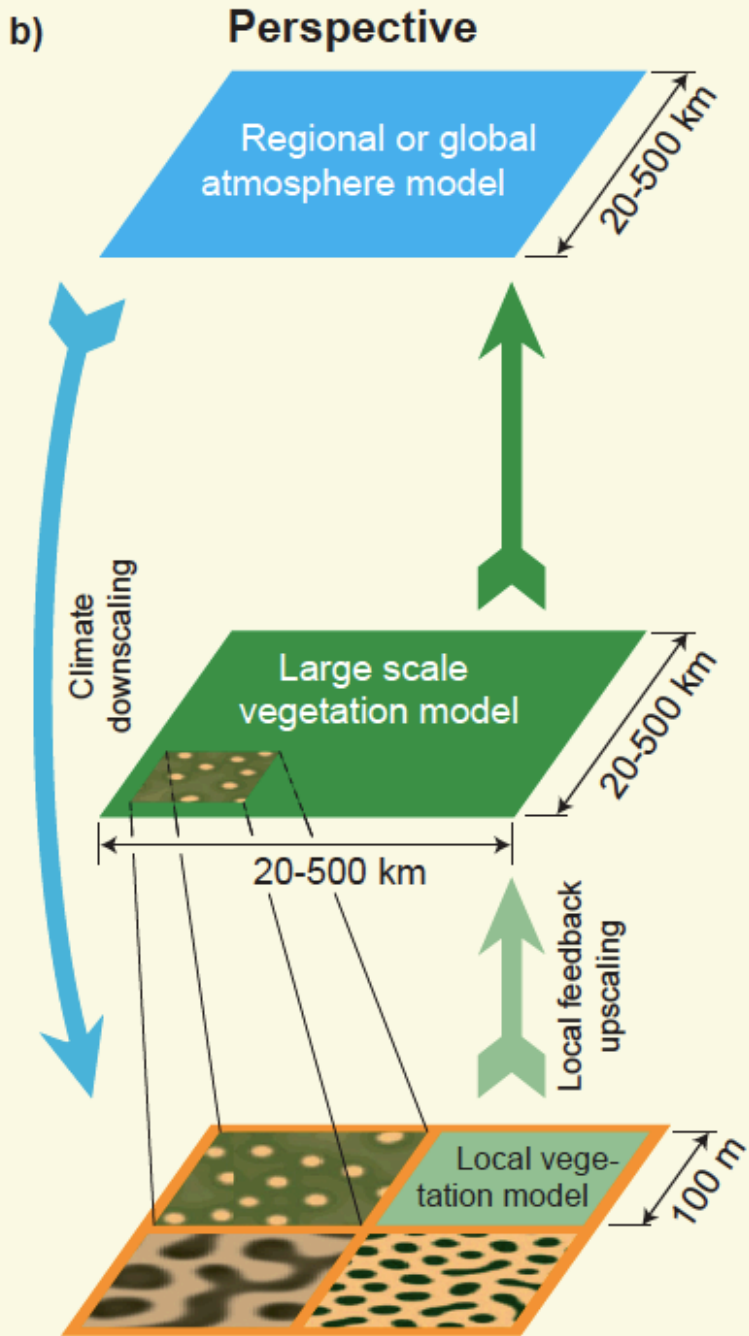 b)
Perspective
Regional or global
atmosphere model
20-500 km
Climate
downscaling
Large scale
vegetation model
20-500 km
20-500 km
Local feedback
upscaling
Local vege-
tation model
100 m